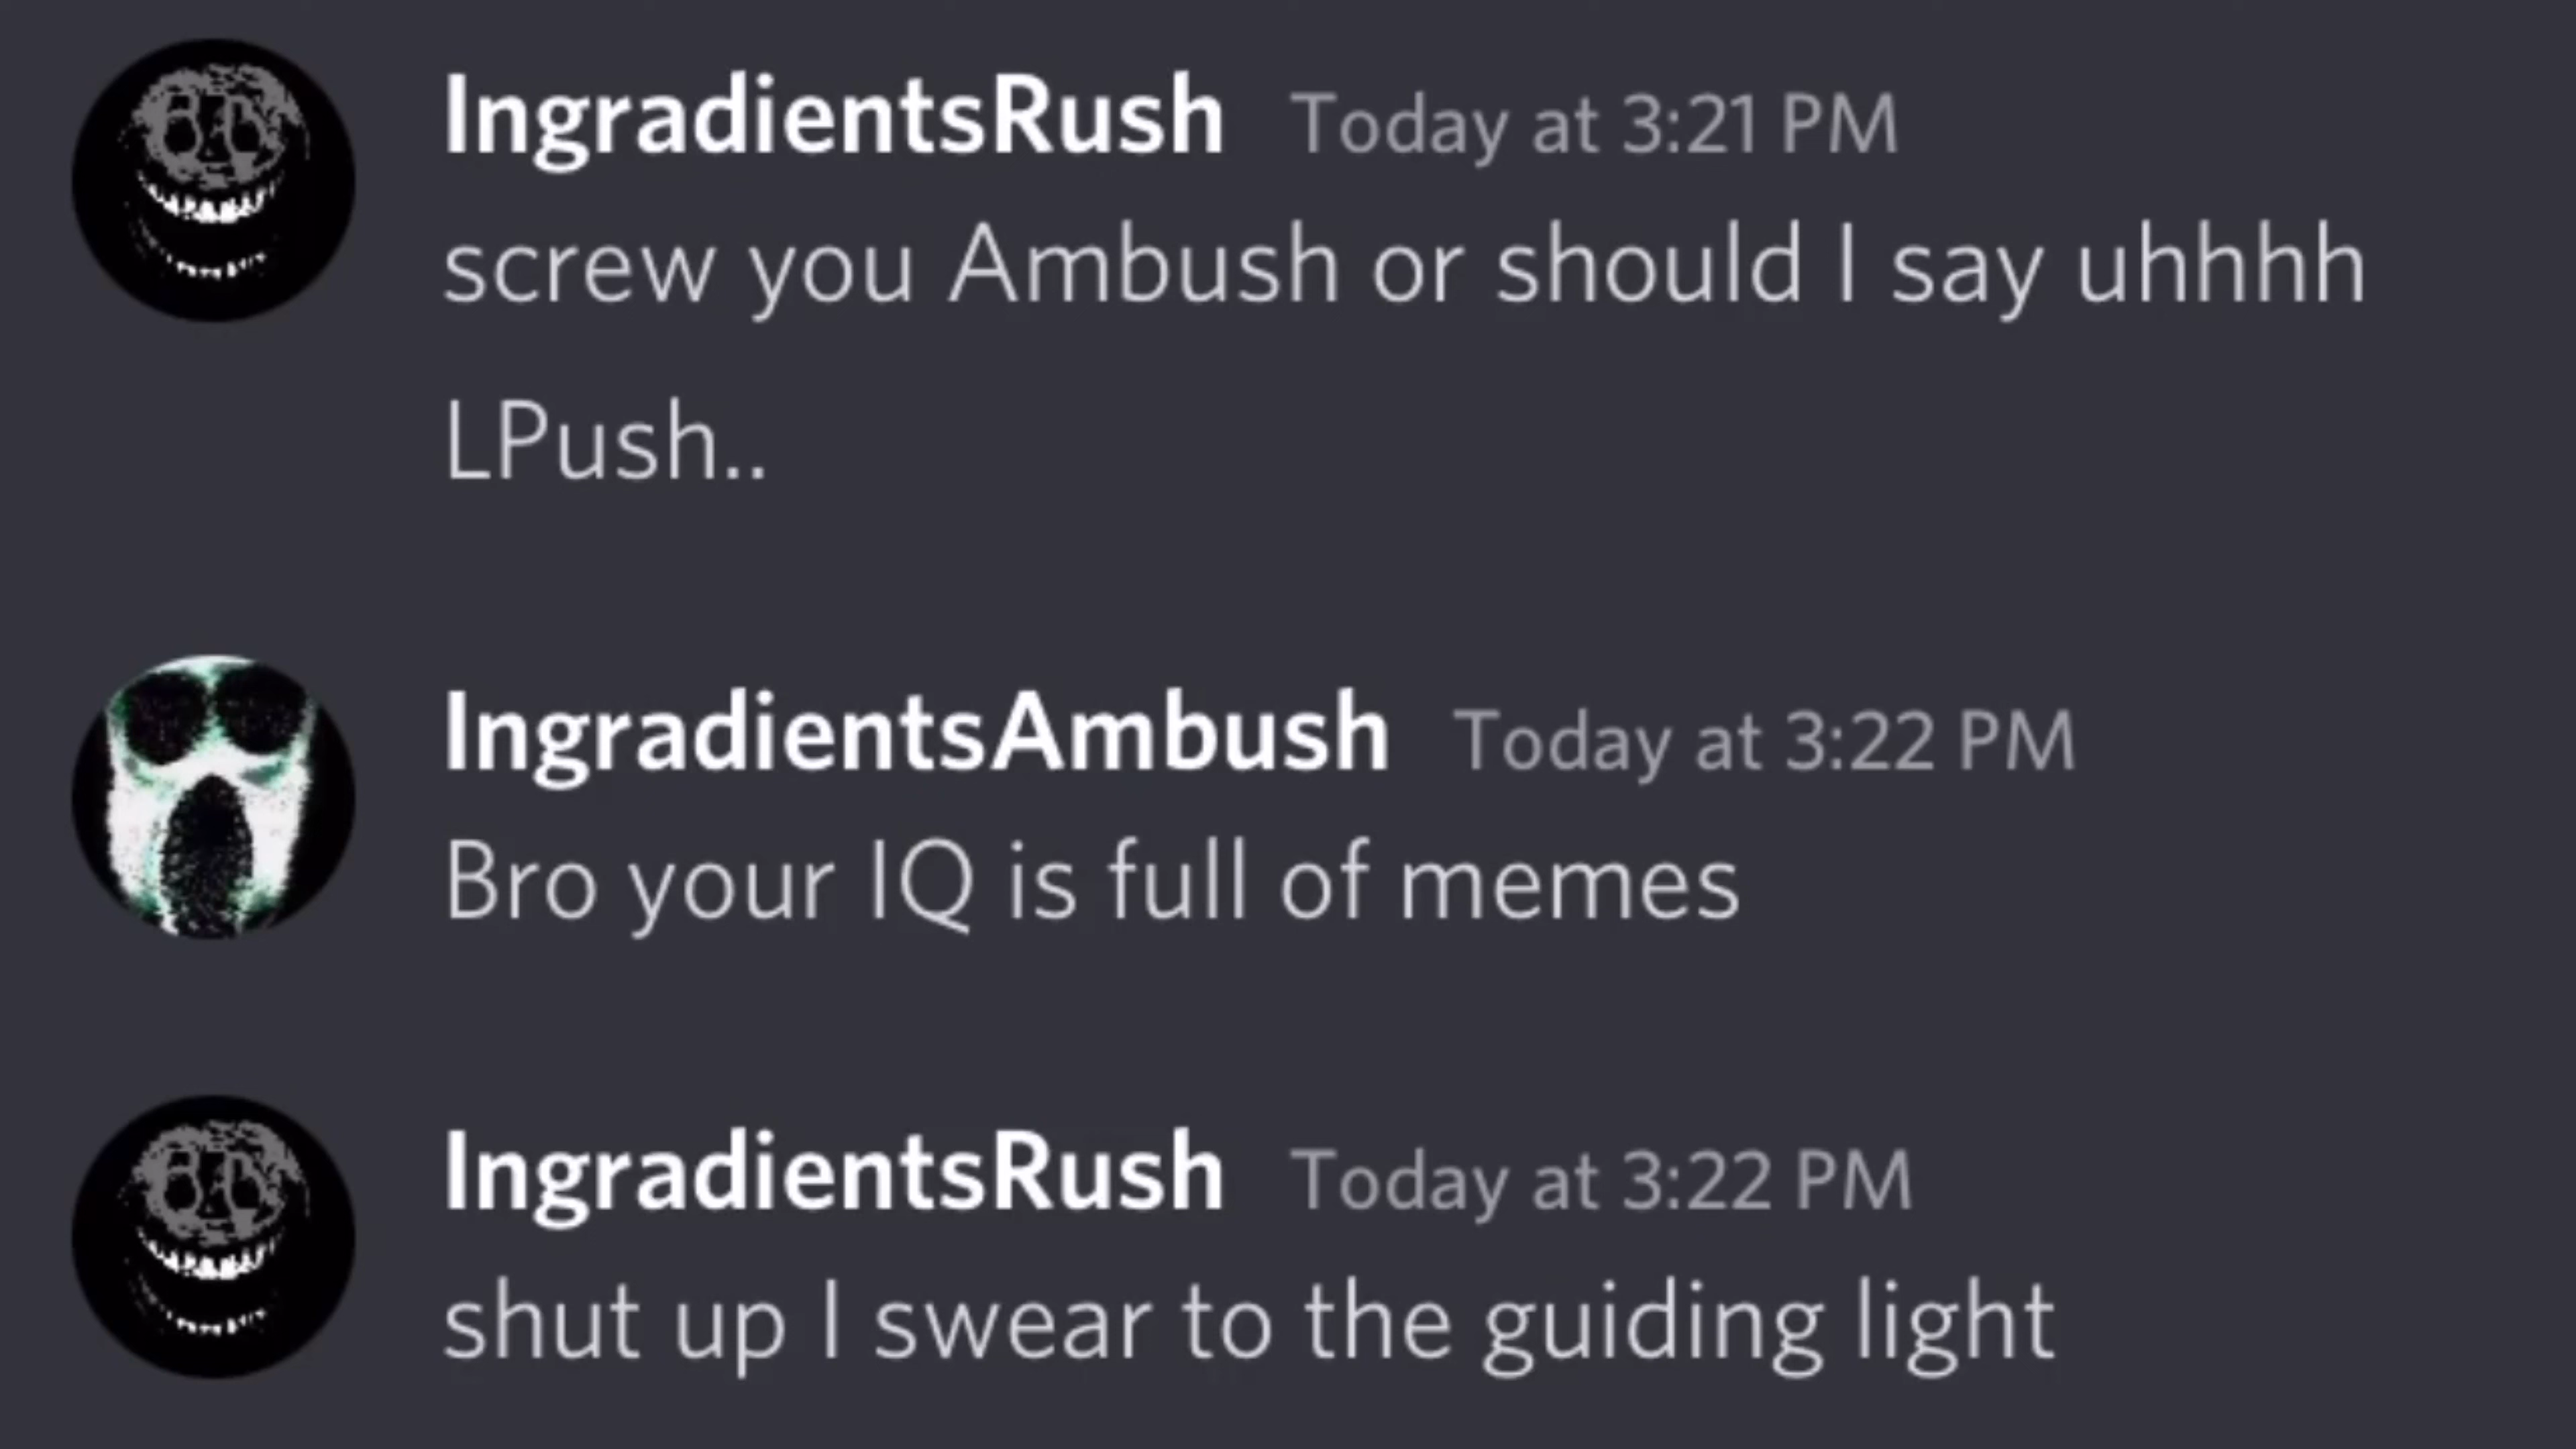 IngradientsRush Today at 3:21 PM
screw you Ambush or should I say uhhhh
LPush..
IngradientsAmbush Today at 3:22 PM
Bro your IQ is full of memes
IngradientsRush Today at 3:22 PM
shut up I swear to the guiding light